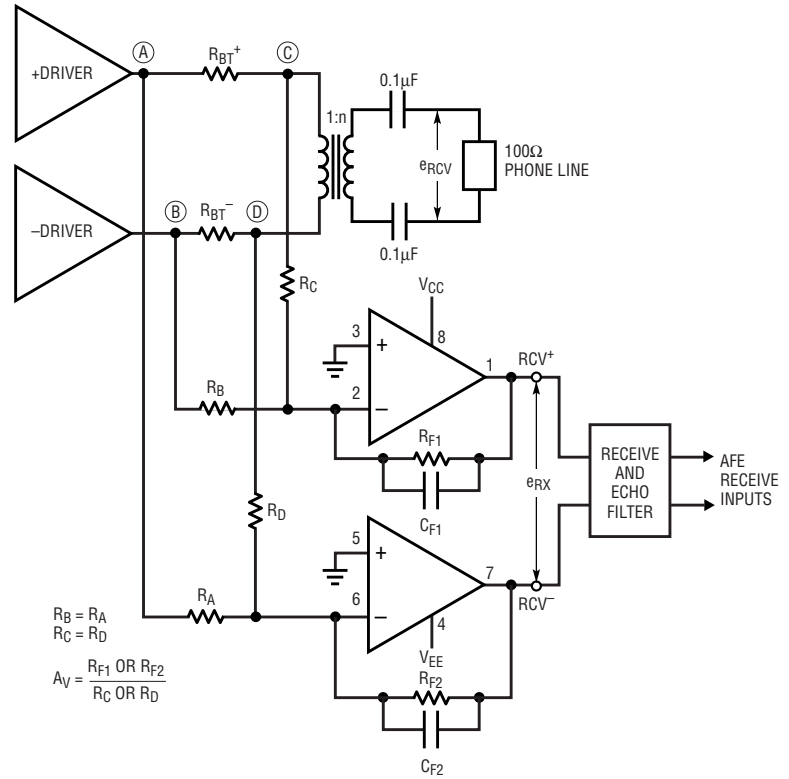 +DRIVER
A
R_BT⁺
C
1:n
0.1μF
e_RCV
100Ω
PHONE LINE
–DRIVER
B
R_BT⁻
D
0.1μF
R_C
V_CC
3
+
8
1
RCV⁺
R_B
2
–
R_F1
C_F1
e_RX
RECEIVE
AND
ECHO
FILTER
AFE
RECEIVE
INPUTS
R_D
5
+
7
R_A
6
–
4
RCV⁻
V_EE
R_F2
C_F2
R_B = R_A
R_C = R_D
A_V = R_F1 OR R_F2
R_C OR R_D